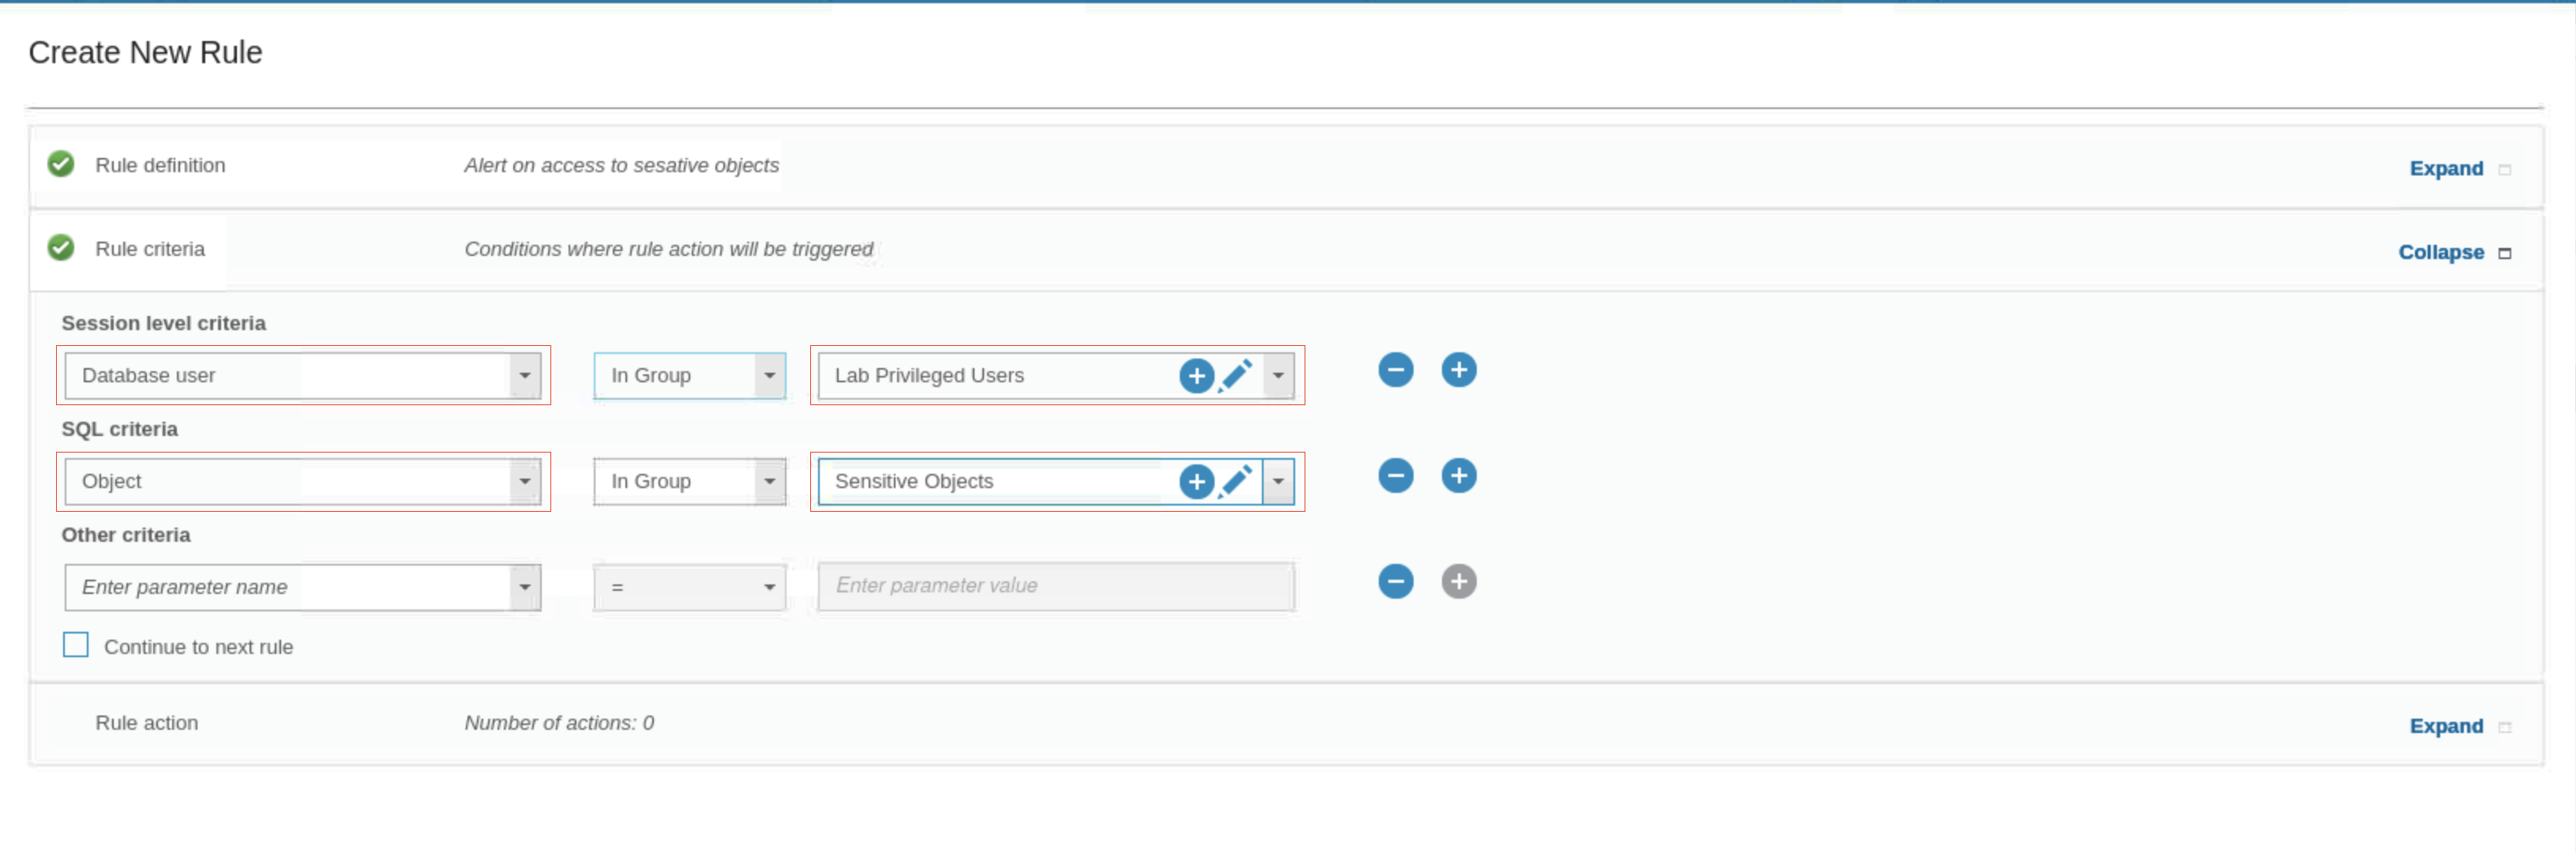 Create New Rule
Rule definition Alert on access to sesative objects Expand
Rule criteria Conditions where rule action will be triggered Collapse
Session level criteria
Database user In Group Lab Privileged Users
SQL criteria
Object In Group Sensitive Objects
Other criteria
Enter parameter name = Enter parameter value
Continue to next rule
Rule action Number of actions: 0 Expand